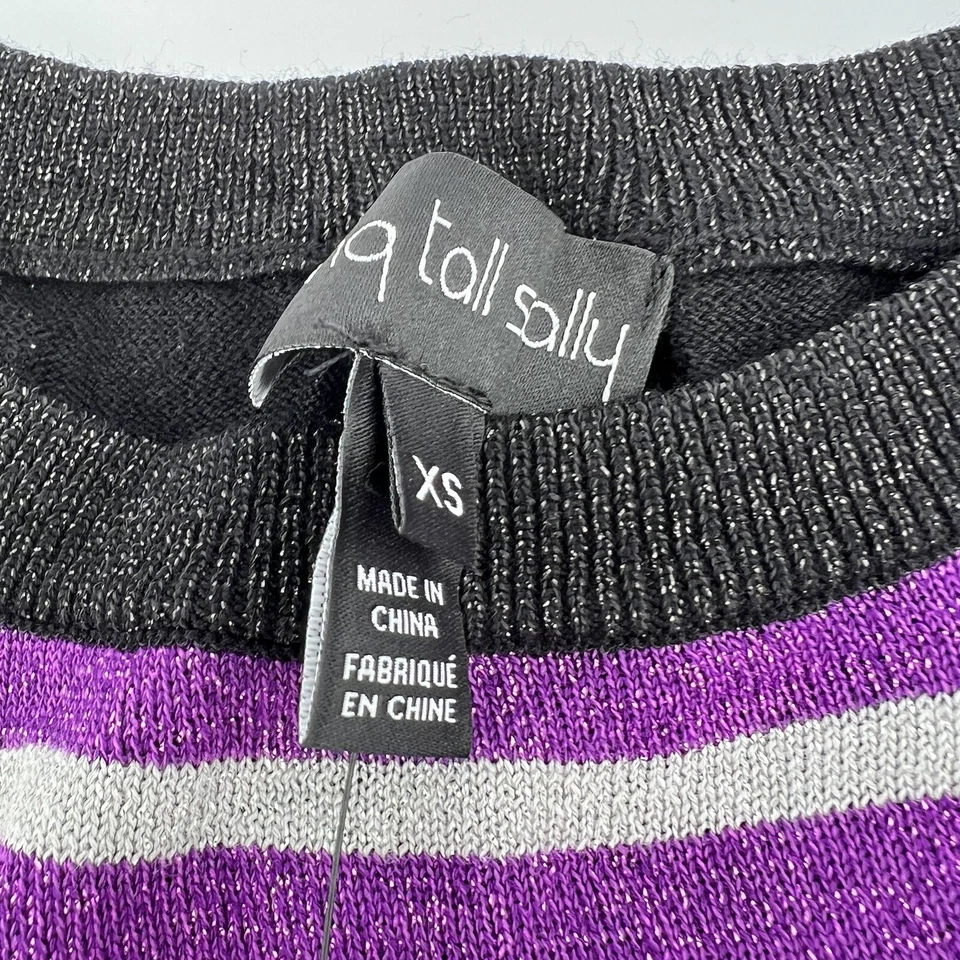 tall sally
XS
MADE IN
CHINA
FABRIQUÉ
EN CHINE